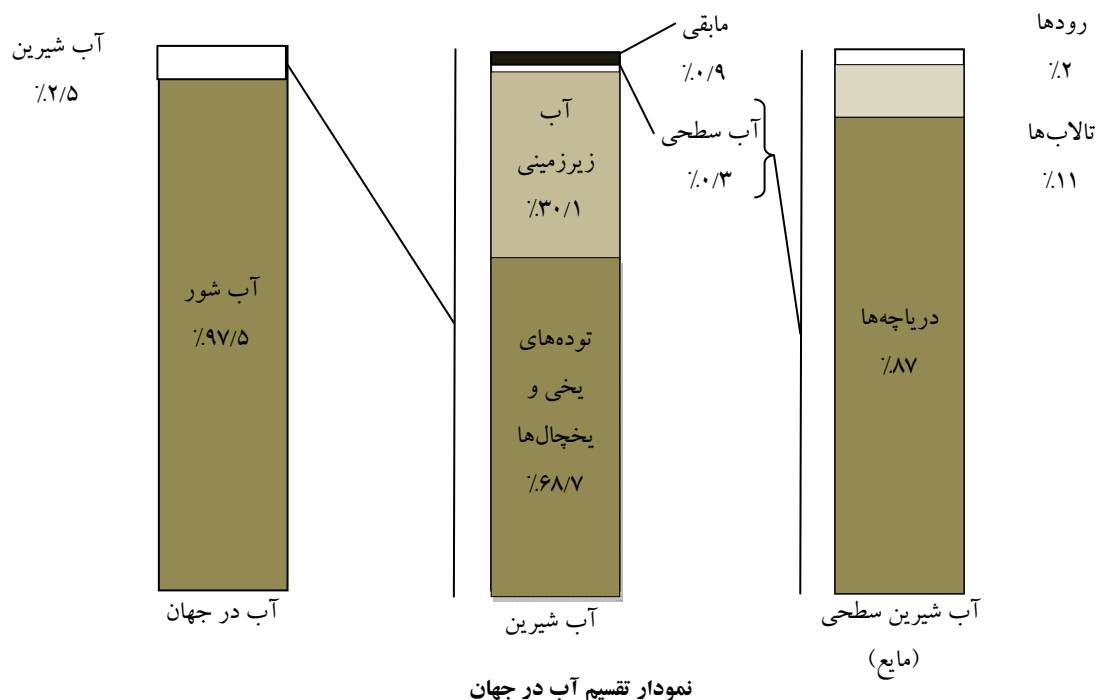 رودها
٪۲
تالاب‌ها
٪۱۱
دریاچه‌ها
٪۸۷
آب شیرین سطحی
(مایع)
مابقی
٪۰/۹
آب سطحی
٪۰/۳
آب
زیرزمینی
٪۳۰/۱
توده‌های
یخی و
یخچال‌ها
٪۶۸/۷
آب شیرین
آب شیرین
٪۲/۵
آب شور
٪۹۷/۵
آب در جهان
نمودار تقسیم آب در جهان